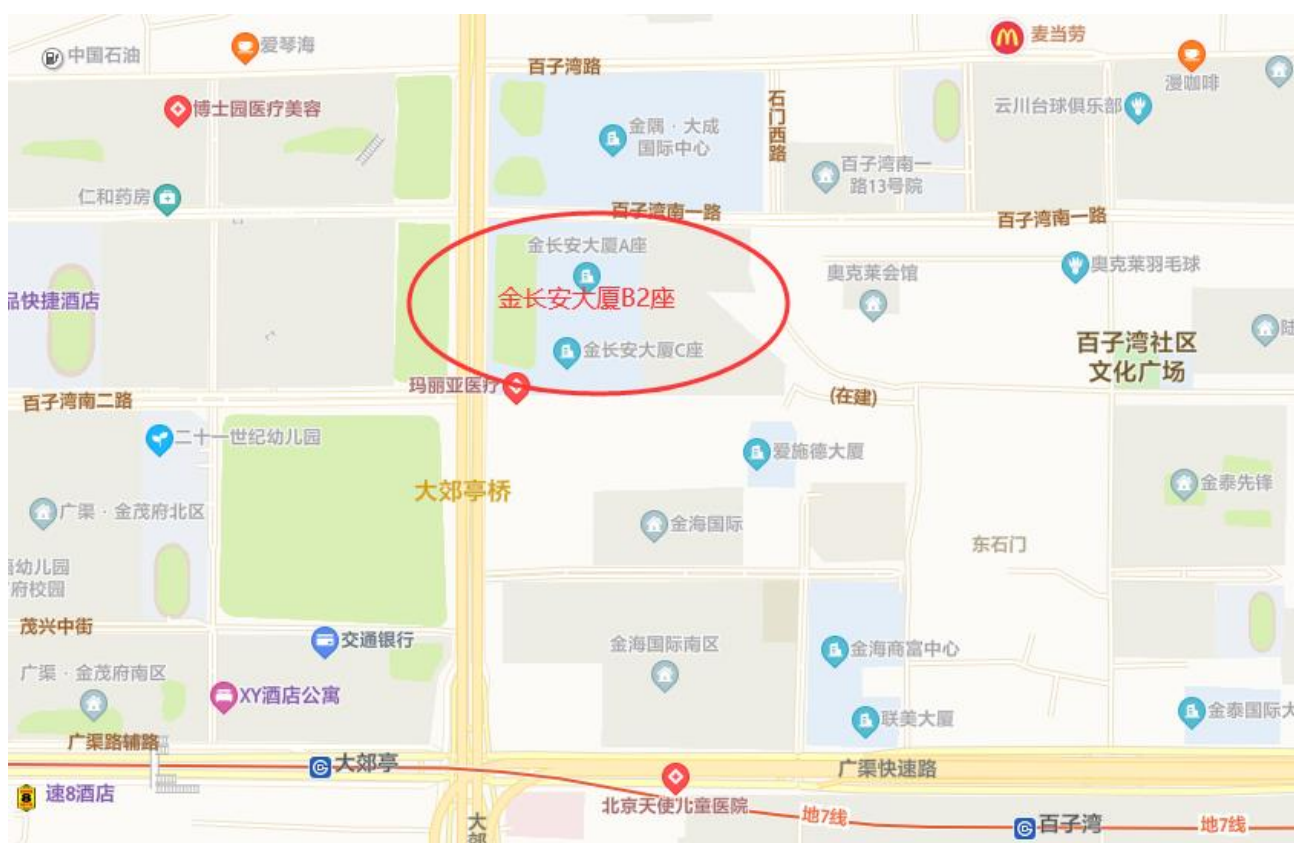 中国石油
爱琴海
百子湾路
麦当劳
漫咖啡
博士园医疗美容
金隅·大成
国际中心
石门西路
云川台球俱乐部
百子湾南一
路13号院
仁和药房
百子湾南一路
百子湾南一路
金长安大厦A座
品快捷酒店
金长安大厦B2座
奥克莱会馆
奥克莱羽毛球
陆
金长安大厦C座
百子湾社区
文化广场
玛丽亚医疗
百子湾南二路
(在建)
二十一世纪幼儿园
爱施德大厦
大郊亭桥
金泰先锋
广渠·金茂府北区
金海国际
东石门
幼儿园
府校园
茂兴中街
交通银行
金海国际南区
金海商富中心
广渠·金茂府南区
XY酒店公寓
联美大厦
金泰国际大
广渠路辅路
大郊亭
广渠快速路
8
速8酒店
北京天使儿童医院
地7线
百子湾
地7线
大郊